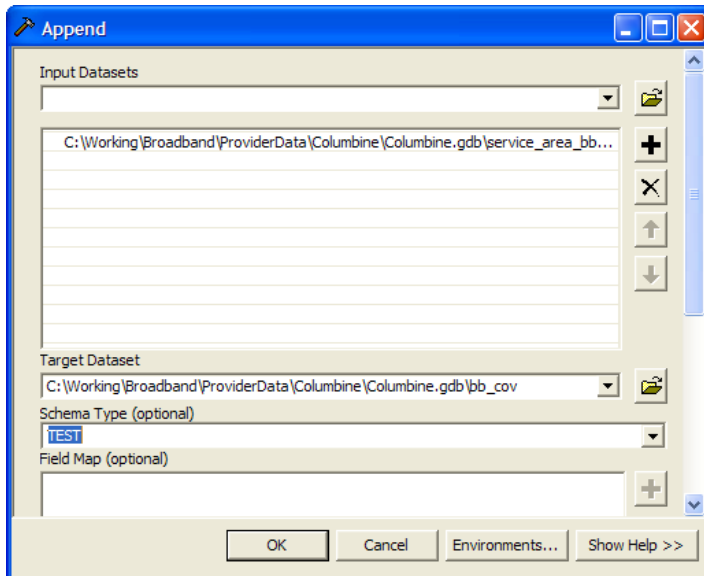 Append
Input Datasets
C:\Working\Broadband\ProviderData\Columbine\Columbine.gdb\service_area_bb...
Target Dataset
C:\Working\Broadband\ProviderData\Columbine\Columbine.gdb\bb_cov
Schema Type (optional)
TEST
Field Map (optional)
OK Cancel Environments... Show Help >>